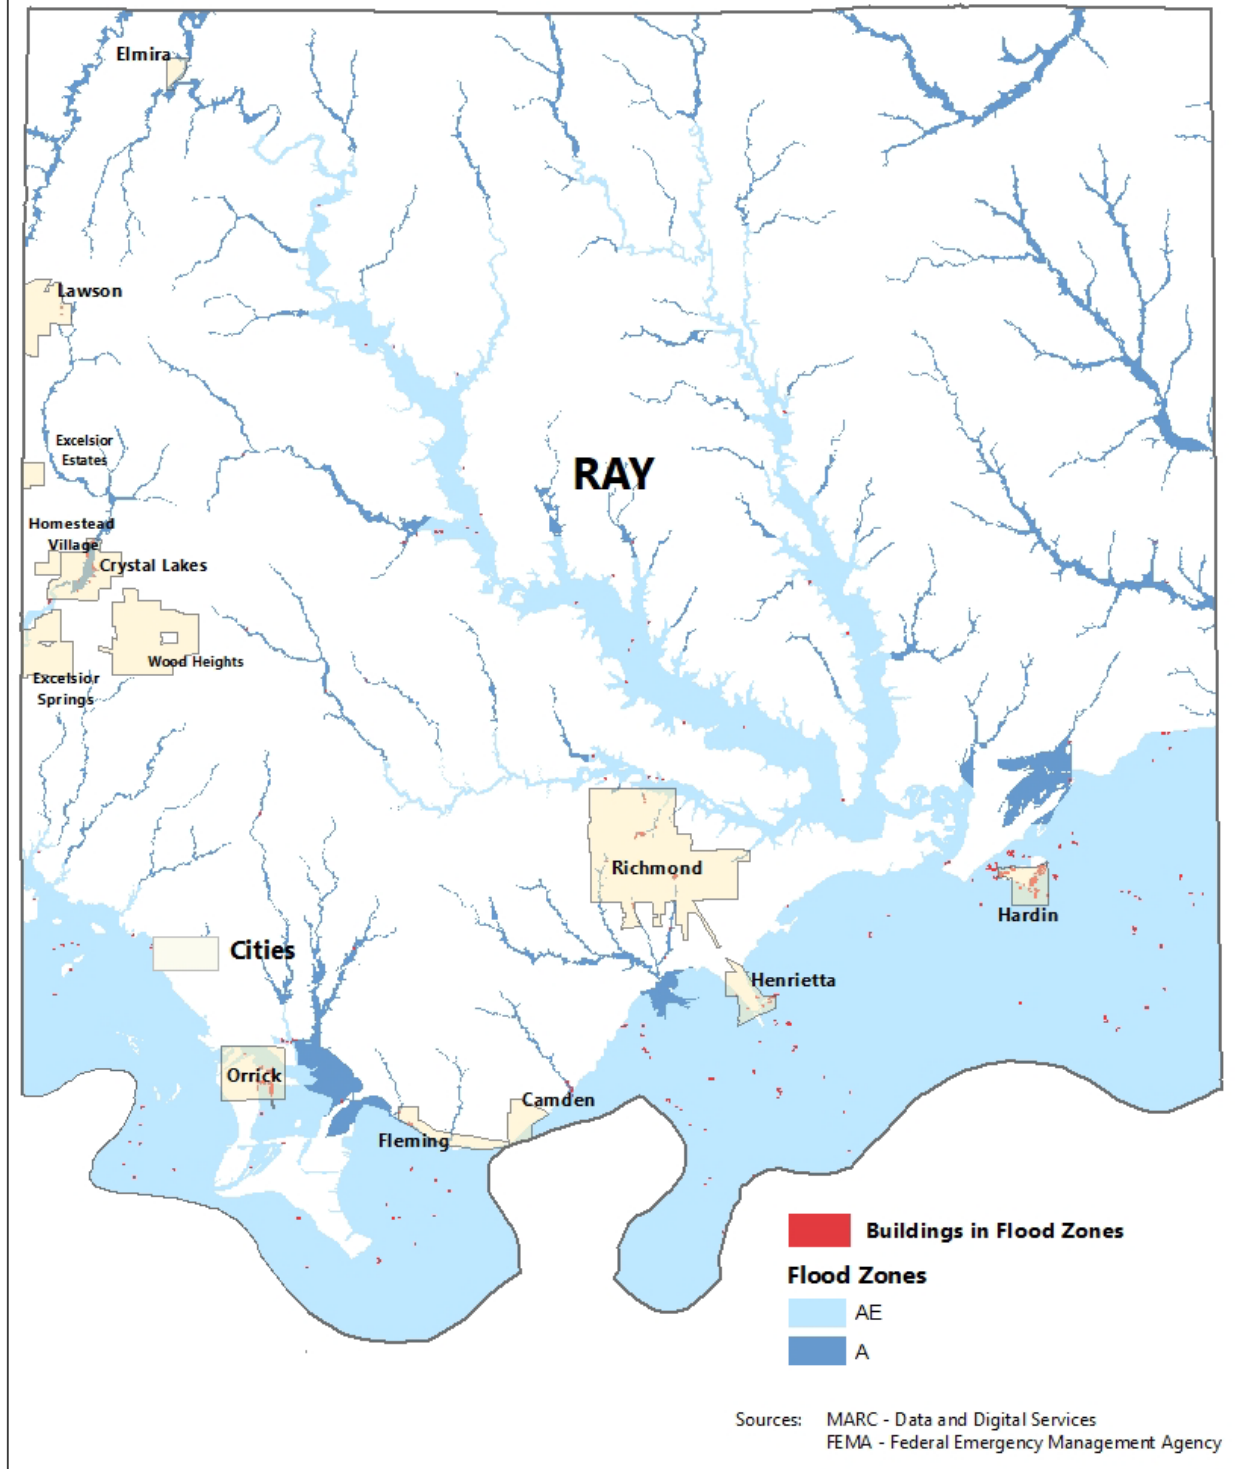 Elmira
Lawson
Excelsior
Estates
RAY
Homestead
Village
Crystal Lakes
Wood Heights
Excelsior
Springs
Richmond
Hardin
Cities
Henrietta
Orrick
Camden
Fleming
Buildings in Flood Zones
Flood Zones
AE
A
Sources: MARC - Data and Digital Services
FEMA - Federal Emergency Management Agency